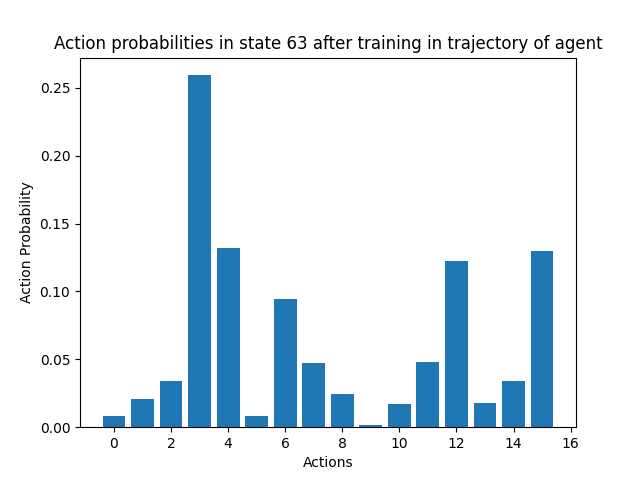 Action probabilities in state 63 after training in trajectory of agent
0.25
0.20
0.15
0.10
0.05
0.00
Action Probability
0 2 4 6 8 10 12 14 16
Actions